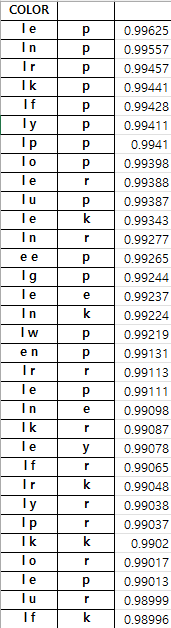 COLOR
l e p 0.99625
l n p 0.99557
l r p 0.99457
l k p 0.99441
l f p 0.99428
l y p 0.99411
l p p 0.9941
l o p 0.99398
l e r 0.99388
l u p 0.99387
l e k 0.99343
l n r 0.99277
e e p 0.99265
l g p 0.99244
l e e 0.99237
l n k 0.99224
l w p 0.99219
e n p 0.99131
l r r 0.99113
l e p 0.99111
l n e 0.99098
l k r 0.99087
l e y 0.99078
l f r 0.99065
l r k 0.99048
l y r 0.99038
l p r 0.99037
l k k 0.9902
l o r 0.99017
l e p 0.99013
l u r 0.98999
l f k 0.98996